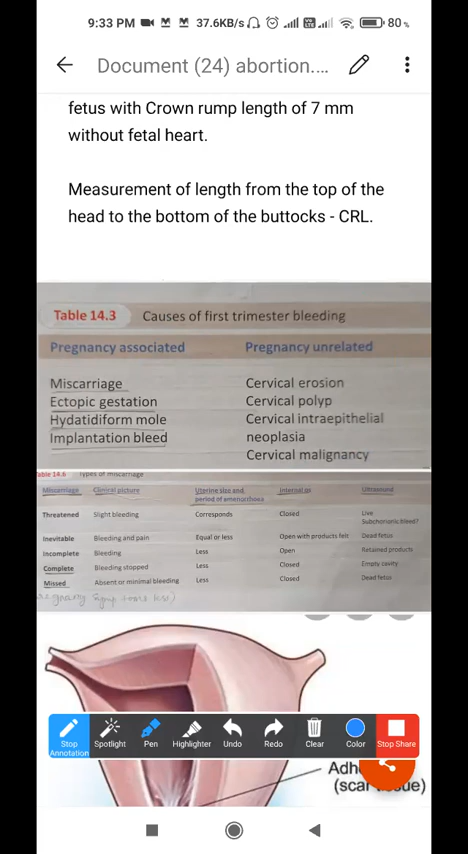 9:33 PM 37.6KB/s 80%
Document (24) abortion....
fetus with Crown rump length of 7 mm
without fetal heart.
Measurement of length from the top of the
head to the bottom of the buttocks - CRL.
Table 14.3 Causes of first trimester bleeding
Pregnancy associated Pregnancy unrelated
Miscarriage Cervical erosion
Ectopic gestation Cervical polyp
Hydatidiform mole Cervical intraepithelial
Implantation bleed neoplasia
Cervical malignancy
able 14.6 Types of miscarriage
Miscarriage Clinical picture Uterine size and period of amenorrhoea Internal os Ultrasound
Threatened Slight bleeding Corresponds Closed Live
Subchorionic bleed?
Inevitable Bleeding and pain Equal or less Open with products felt Dead fetus
Incomplete Bleeding Less Open Retained products
Complete Bleeding stopped Less Closed Empty cavity
Missed Absent or minimal bleeding Less Closed Dead fetus
Stop Annotation Spotlight Pen Highlighter Undo Redo Clear Color Stop Share
Adh
(scar ue)